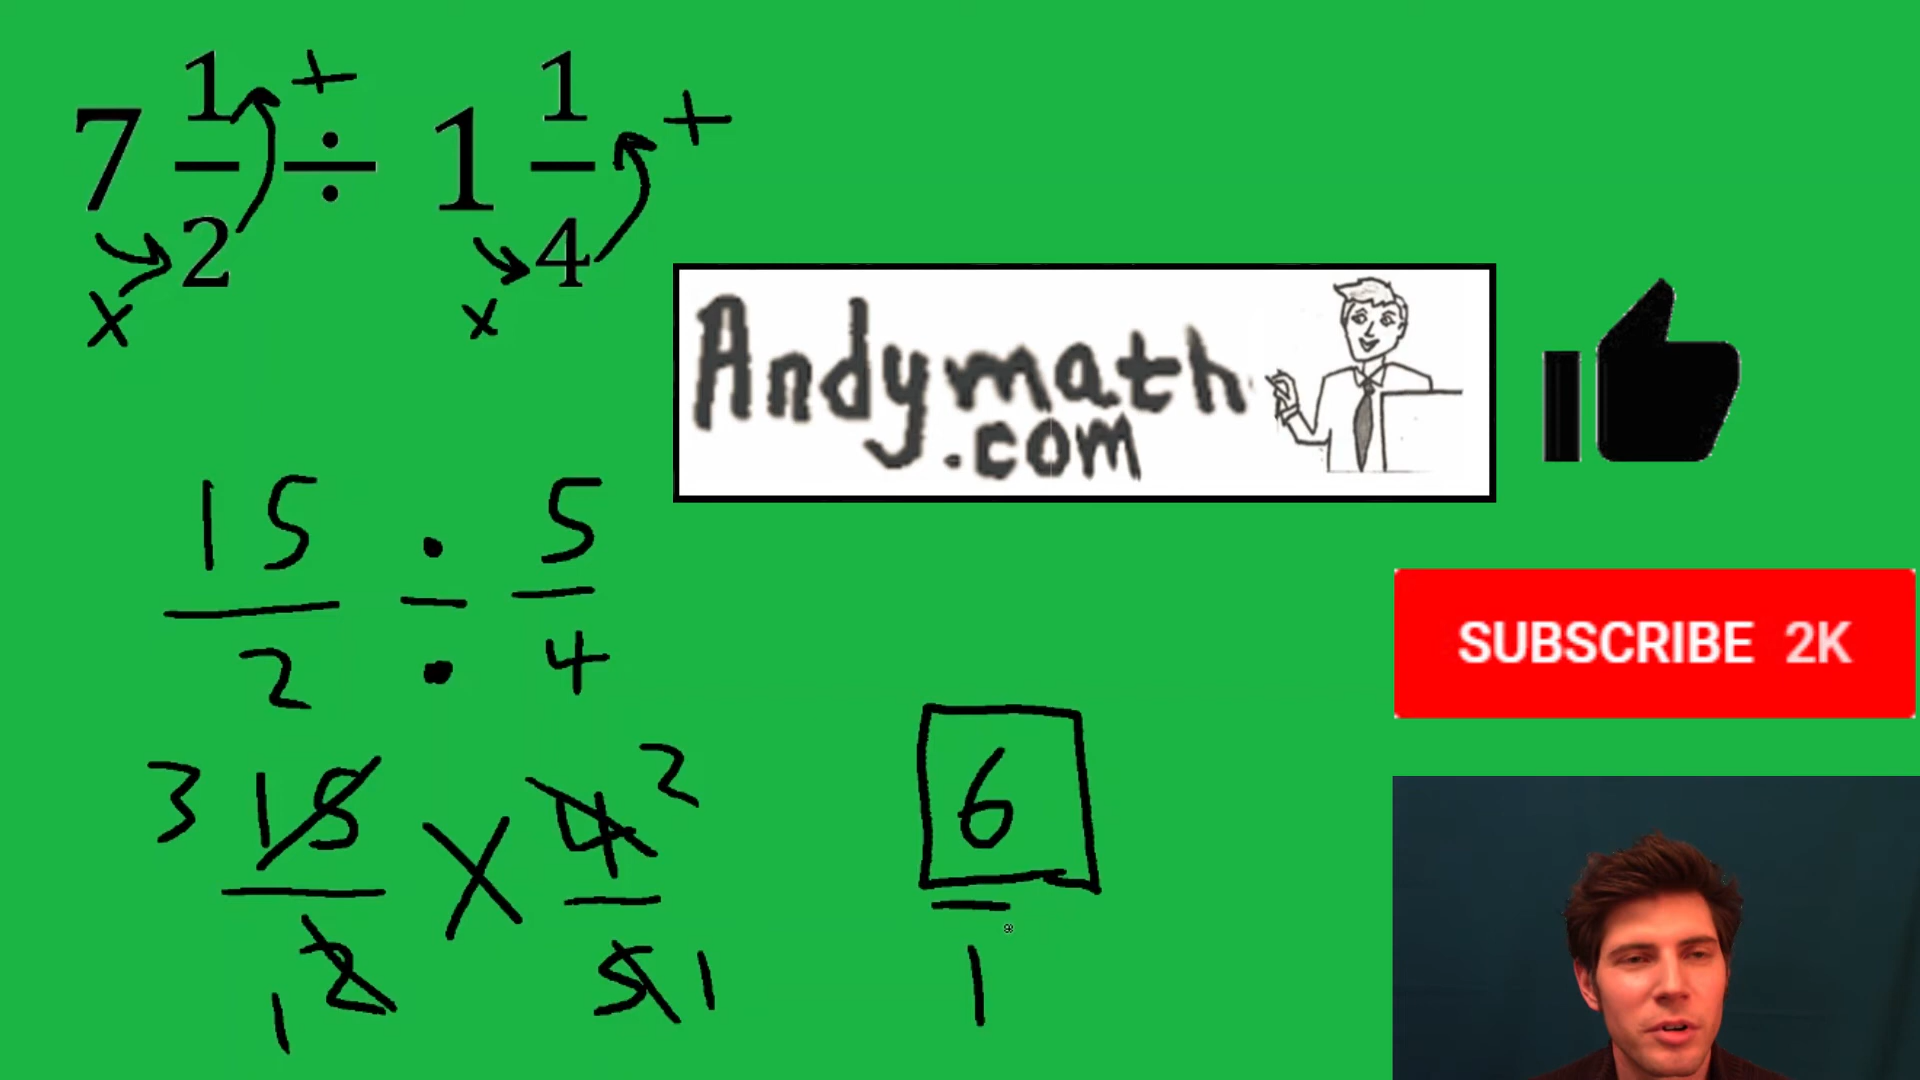 7 1/2 + ÷ 1 1/4 +
x x
Andymath
.com
15/2 ÷ 5/4
SUBSCRIBE 2K
3 15/2 1 X 4/5 2 1
6/1